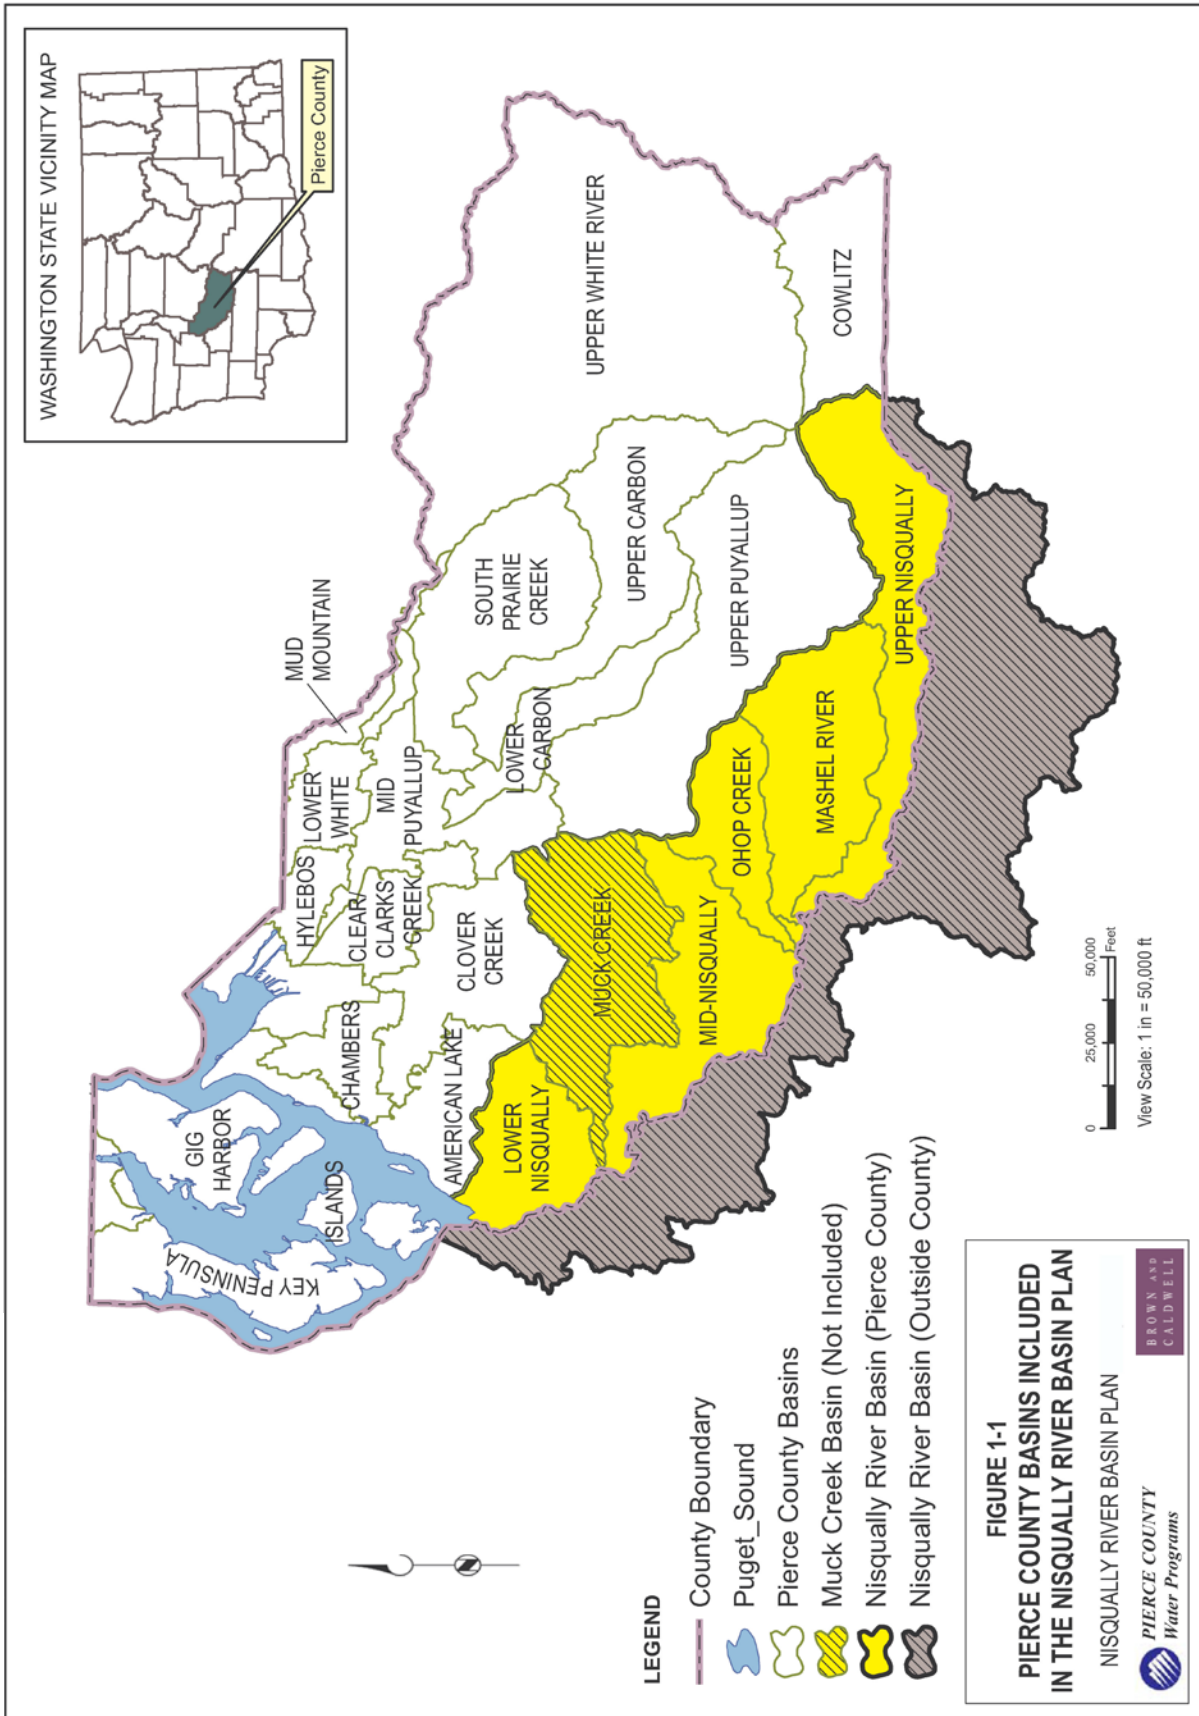 WASHINGTON STATE VICINITY MAP
Pierce County
UPPER WHITE RIVER
COWLITZ
MUD
MOUNTAIN
SOUTH
PRAIRIE
CREEK
UPPER CARBON
UPPER PUYALLUP
UPPER NISQUALLY
LOWER
WHITE
MID
PUYALLUP
LOWER
CARBON
HYLEBOS
CLEAR/
CLARKS
CREEK
CLOVER
CREEK
MUCK CREEK
OHOP CREEK
MASHEL RIVER
MID-NISQUALLY
CHAMBERS
AMERICAN LAKE
LOWER
NISQUALLY
GIG
HARBOR
ISLANDS
KEY PENINSULA
0
25,000
50,000
Feet
View Scale: 1 in = 50,000 ft
N
LEGEND
County Boundary
Puget_Sound
Pierce County Basins
Muck Creek Basin (Not Included)
Nisqually River Basin (Pierce County)
Nisqually River Basin (Outside County)
FIGURE 1-1
PIERCE COUNTY BASINS INCLUDED
IN THE NISQUALLY RIVER BASIN PLAN
NISQUALLY RIVER BASIN PLAN
PIERCE COUNTY
Water Programs
BROWN AND
CALDWELL